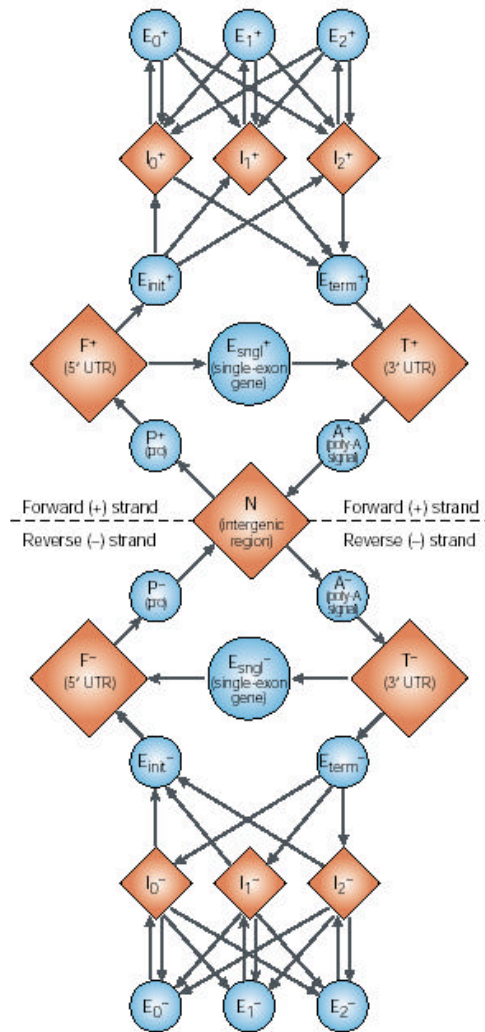 E₀⁺ E₁⁺ E₂⁺
I₀⁺ I₁⁺ I₂⁺
Einit⁺ Eterm⁺
F⁺ Esngl⁺ T⁺
(5′ UTR) (single-exon (3′ UTR)
gene)
P⁺ A⁺
(pro) (poly-A
signal)
N
Forward (+) strand (intergenic Forward (+) strand
Reverse (–) strand region) Reverse (–) strand
P⁻ A⁻
(pro) (poly-A
signal)
F⁻ Esngl⁻ T⁻
(5′ UTR) (single-exon (3′ UTR)
gene)
Einit⁻ Eterm⁻
I₀⁻ I₁⁻ I₂⁻
E₀⁻ E₁⁻ E₂⁻